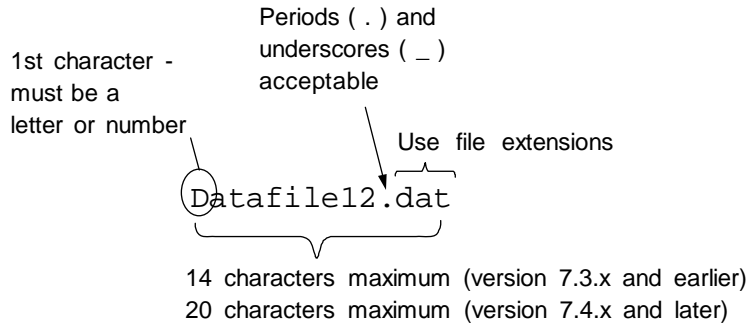 Periods ( . ) and
underscores ( _ )
acceptable
1st character -
must be a
letter or number
Use file extensions
Datafile12.dat
14 characters maximum (version 7.3.x and earlier)
20 characters maximum (version 7.4.x and later)